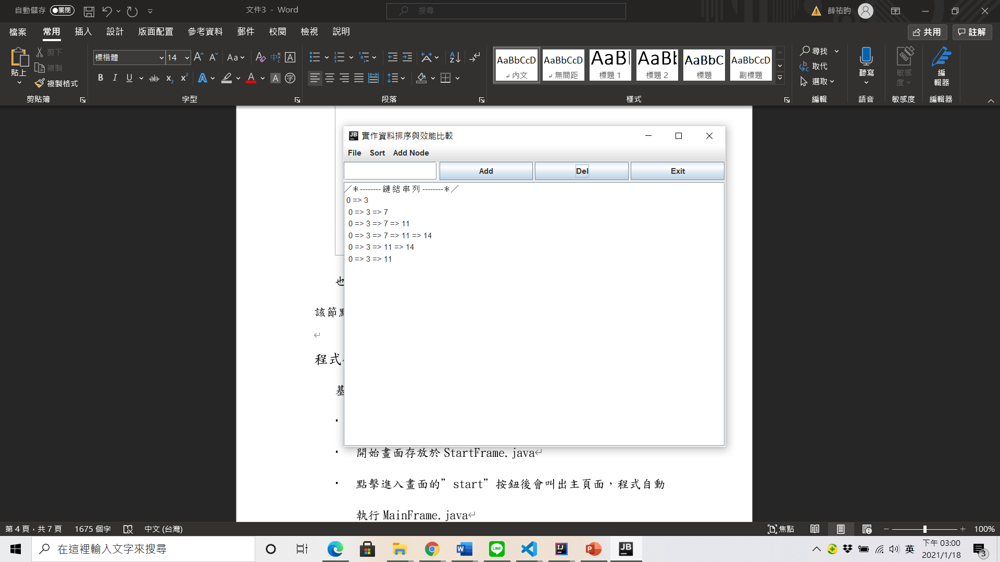 自動儲存 關閉 文件3 - Word 搜尋 薛祐昀
檔案 常用 插入 設計 版面配置 參考資料 郵件 校閱 檢視 說明 共用 註解
貼上 剪下 複製 複製格式 剪貼簿
標楷體 14 Aa
B I U ab x₂ x² A A A 字
字型
段落
AaBbCcD AaBbCcD AaBl AaBb AaBbC AaBbCcD
內文 無間距 標題 1 標題 2 標題 副標題
樣式
尋找 取代 選取 編輯
聽寫 語音
敏感度 敏感度
編輯器 編輯器
JB 實作資料排序與效能比較
File Sort Add Node
Add Del Exit
／＊-------- 鏈 結 串 列 --------＊／
0 => 3
0 => 3 => 7
0 => 3 => 7 => 11
0 => 3 => 7 => 11 => 14
0 => 3 => 11 => 14
0 => 3 => 11
也
該節
程式
基
▪ 開始畫面存放於 StartFrame.java
▪ 點擊進入畫面的”start”按鈕後會叫出主頁面，程式自動
執行 MainFrame.java
第 4 頁，共 7 頁 1675 個字 中文 (台灣) 焦點 100%
在這裡輸入文字來搜尋 LINE IJ JB 英 下午 03:00
2021/1/18 3